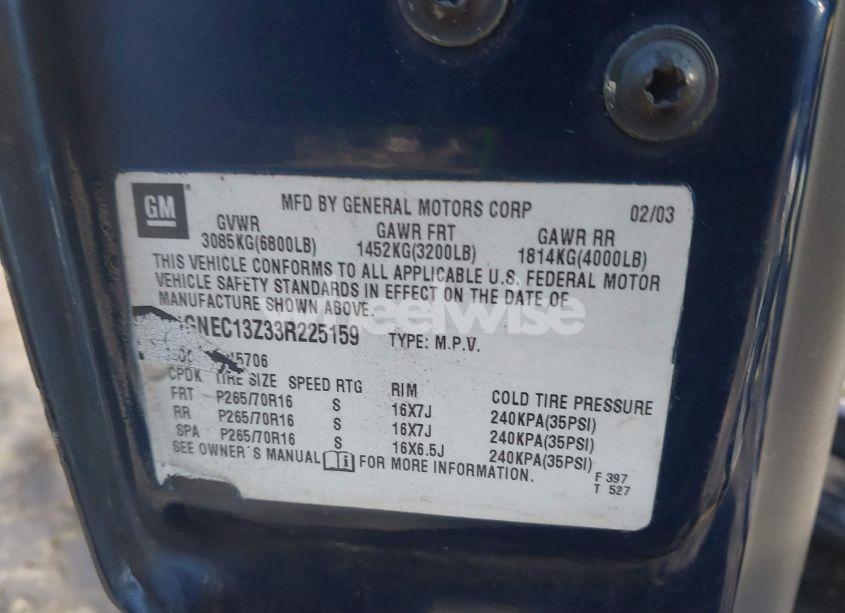 GM
MFD BY GENERAL MOTORS CORP 02/03
GVWR GAWR FRT GAWR RR
3085KG(6800LB) 1452KG(3200LB) 1814KG(4000LB)
THIS VEHICLE CONFORMS TO ALL APPLICABLE U.S. FEDERAL MOTOR
VEHICLE SAFETY STANDARDS IN EFFECT ON THE DATE OF
MANUFACTURE SHOWN ABOVE.
wheelwise
GNEC13Z33R225159 TYPE: M.P.V.
5706
CPDK TIRE SIZE SPEED RTG RIM COLD TIRE PRESSURE
FRT P265/70R16 S 16X7J 240KPA(35PSI)
RR P265/70R16 S 16X7J 240KPA(35PSI)
SPA P265/70R16 S 16X6.5J 240KPA(35PSI)
SEE OWNER'S MANUAL FOR MORE INFORMATION.
F 397
T 527